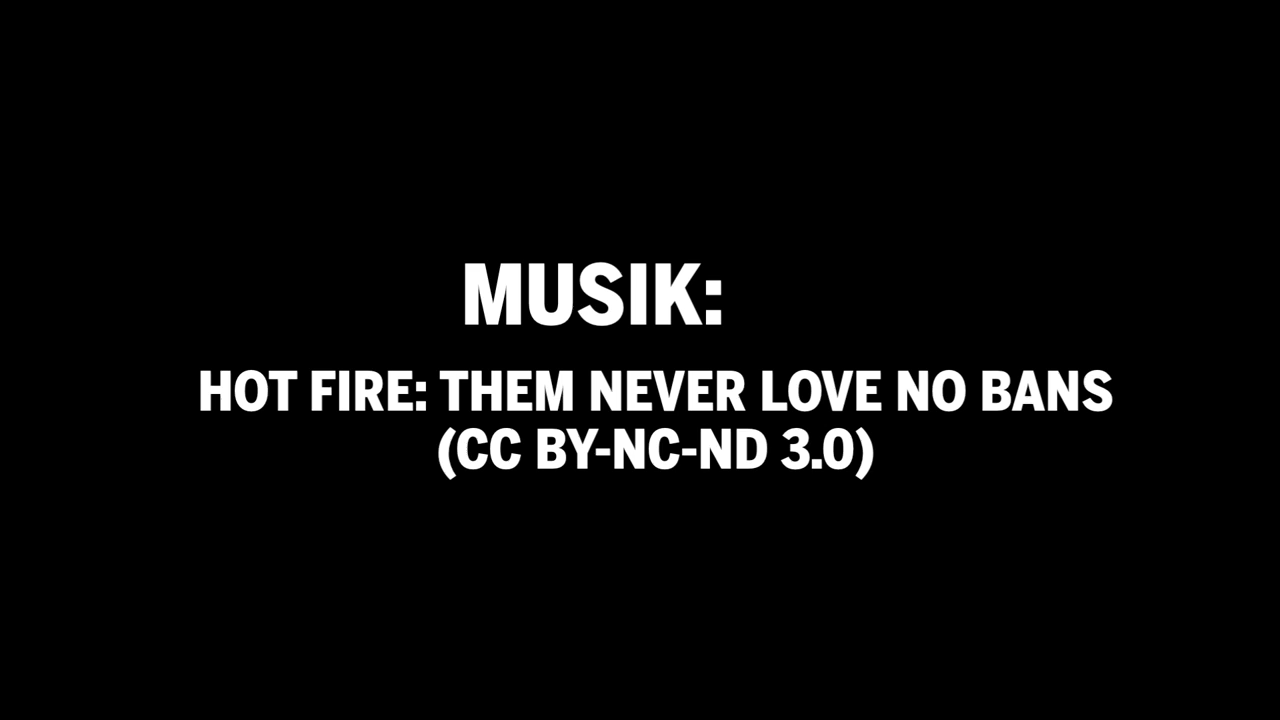 MUSIK:
HOT FIRE: THEM NEVER LOVE NO BANS
(CC BY-NC-ND 3.0)